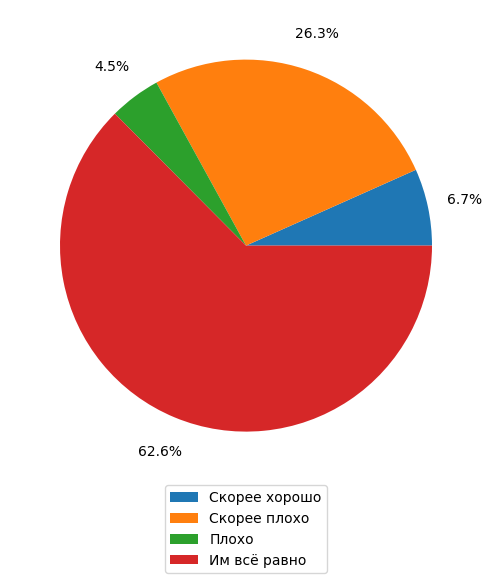 26.3%
4.5%
6.7%
62.6%
Скорее хорошо
Скорее плохо
Плохо
Им всё равно